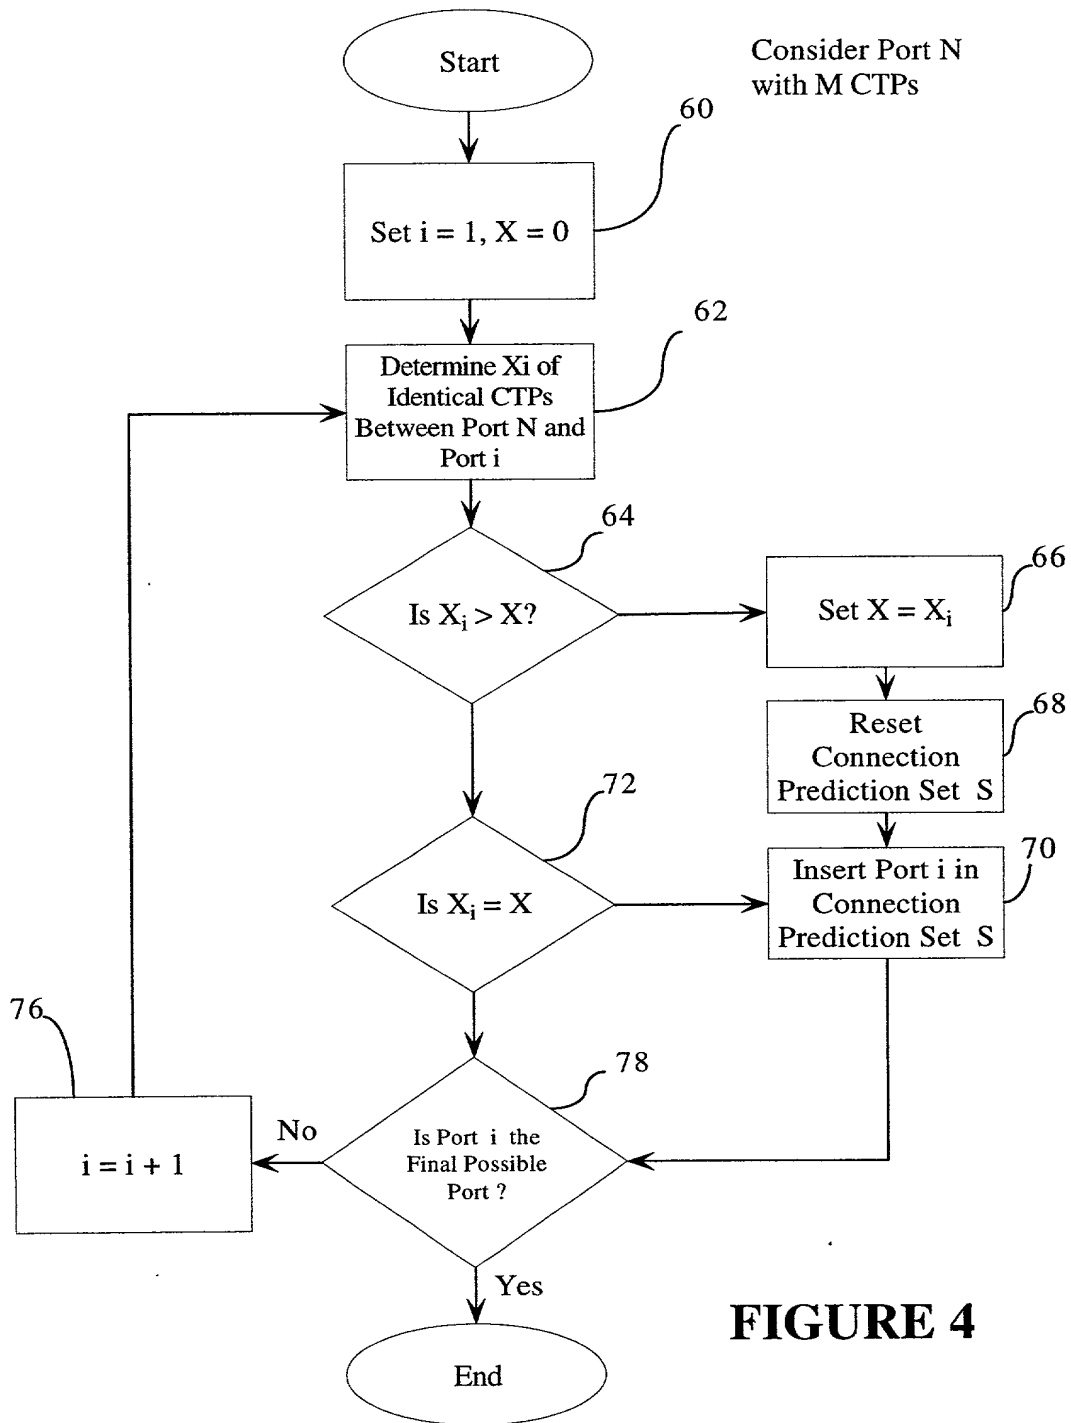 Start
Consider Port N
with M CTPs
60
Set i = 1, X = 0
62
Determine Xi of
Identical CTPs
Between Port N and
Port i
64
Is Xi > X?
66
Set X = Xi
68
Reset
Connection
Prediction Set S
72
Is Xi = X
70
Insert Port i in
Connection
Prediction Set S
76
i = i + 1
No
78
Is Port i the
Final Possible
Port ?
Yes
End
FIGURE 4